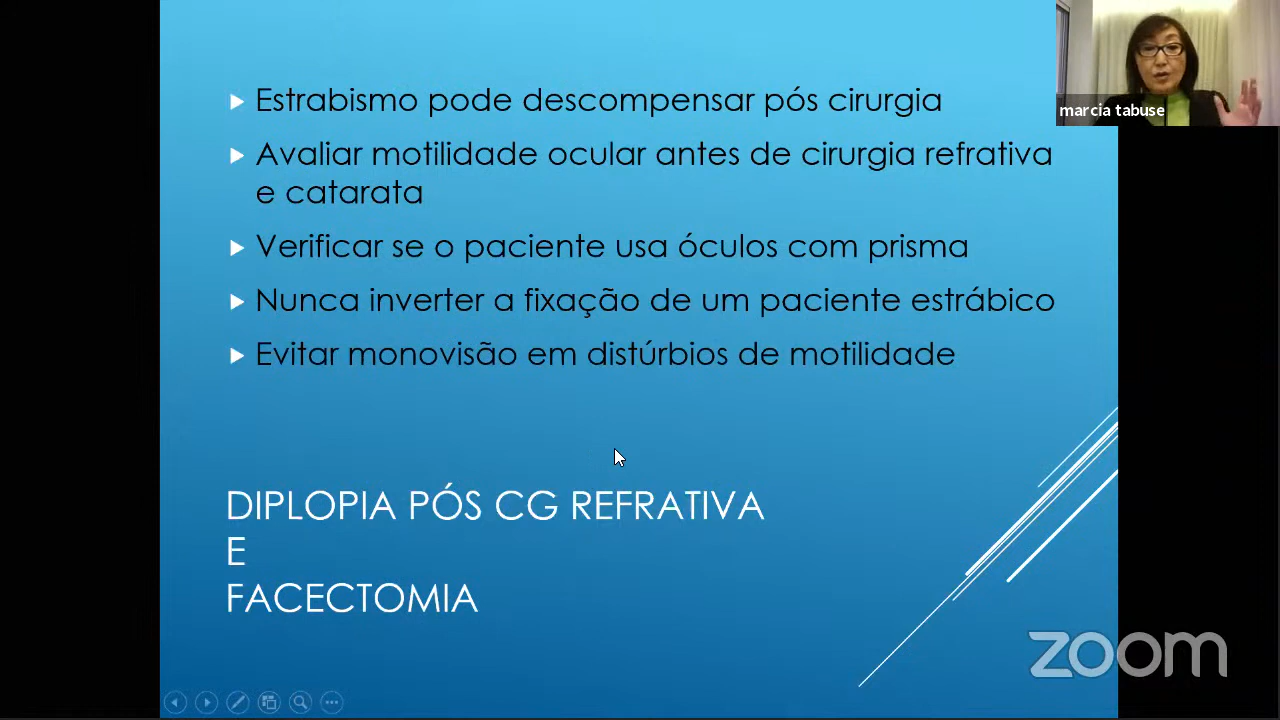 Estrabismo pode descompensar pós cirurgia
Avaliar motilidade ocular antes de cirurgia refrativa
e catarata
Verificar se o paciente usa óculos com prisma
Nunca inverter a fixação de um paciente estrábico
Evitar monovisão em distúrbios de motilidade
DIPLOPIA PÓS CG REFRATIVA
E
FACECTOMIA
marcia tabuse
zoom